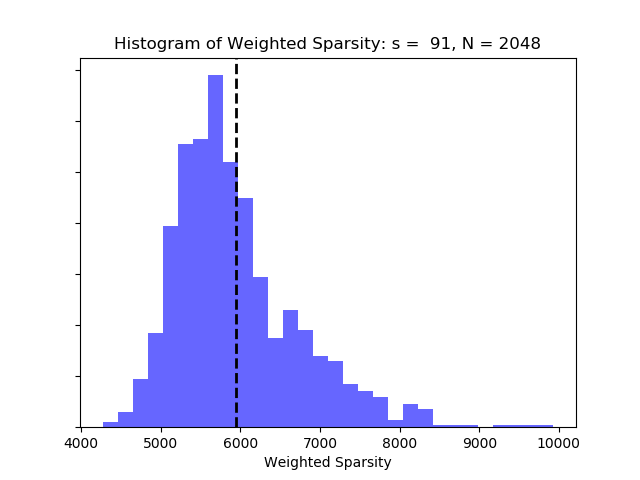 Histogram of Weighted Sparsity: s =  91, N = 2048
4000 5000 6000 7000 8000 9000 10000
Weighted Sparsity